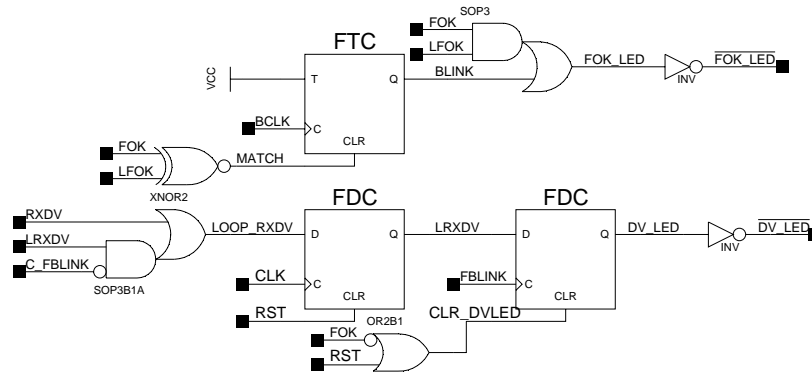 SOP3
FOK
LFOK
FTC
VCC
T
Q
BLINK
FOK_LED
INV
FOK_LED
BCLK
C
CLR
FOK
LFOK
MATCH
XNOR2
RXDV
LRXDV
C_FBLINK
SOP3B1A
LOOP_RXDV
FDC
D
Q
LRXDV
CLK
C
CLR
RST
FDC
D
Q
DV_LED
INV
DV_LED
FBLINK
C
CLR
CLR_DVLED
OR2B1
FOK
RST